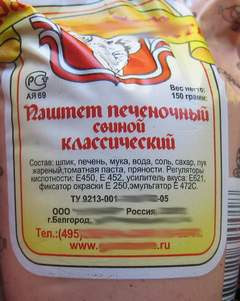 Вес нетто:
150 грамм
АЯ 69
Паштет печеночный
свиной
классический
Состав: шпик, печень, мука, вода, соль, сахар, лук
жареный,томатная паста, пряности. Регуляторы
кислотности: Е450, Е 452, усилитель вкуса: Е621,
фиксатор окраски Е 250,эмульгатор Е 472С.
ТУ 9213-001 -05
ООО Россия
г.Белгород,
Тел.:(495)
www. .ru